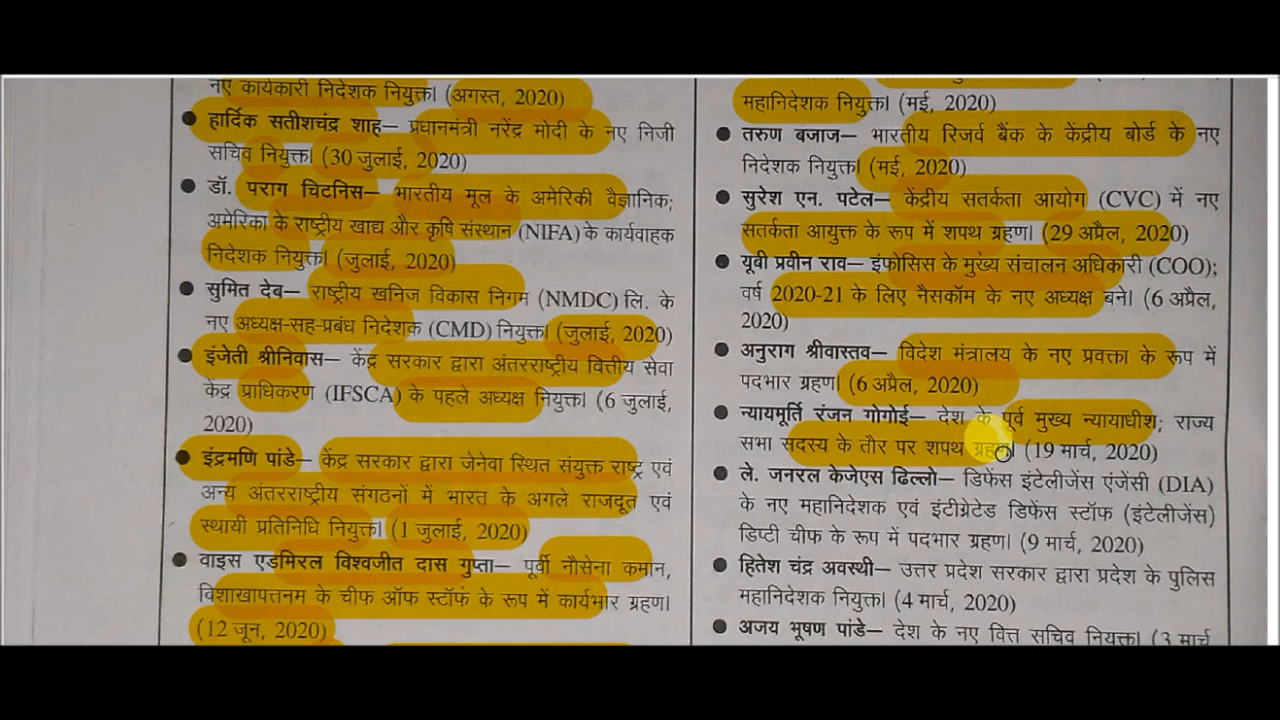 नए कार्यकारी निदेशक नियुक्त। (अगस्त, 2020)
● हार्दिक सतीशचंद्र शाह– प्रधानमंत्री नरेंद्र मोदी के नए निजी
सचिव नियुक्त। (30 जुलाई, 2020)
● डॉ. पराग चिटनिस– भारतीय मूल के अमेरिकी वैज्ञानिक;
अमेरिका के राष्ट्रीय खाद्य और कृषि संस्थान (NIFA) के कार्यवाहक
निदेशक नियुक्त। (जुलाई, 2020)
● सुमित देब– राष्ट्रीय खनिज विकास निगम (NMDC) लि. के
नए अध्यक्ष-सह-प्रबंध निदेशक (CMD) नियुक्त। (जुलाई, 2020)
● इंजेती श्रीनिवास– केंद्र सरकार द्वारा अंतरराष्ट्रीय वित्तीय सेवा
केंद्र प्राधिकरण (IFSCA) के पहले अध्यक्ष नियुक्त। (6 जुलाई,
2020)
● इंद्रमणि पांडे– केंद्र सरकार द्वारा जेनेवा स्थित संयुक्त राष्ट्र एवं
अन्य अंतरराष्ट्रीय संगठनों में भारत के अगले राजदूत एवं
स्थायी प्रतिनिधि नियुक्त। (1 जुलाई, 2020)
● वाइस एडमिरल विश्वजीत दास गुप्ता– पूर्वी नौसेना कमान,
विशाखापत्तनम के चीफ ऑफ स्टॉफ के रूप में कार्यभार ग्रहण।
(12 जून, 2020)
महानिदेशक नियुक्त। (मई, 2020)
● तरुण बजाज– भारतीय रिजर्व बैंक के केंद्रीय बोर्ड के नए
निदेशक नियुक्त। (मई, 2020)
● सुरेश एन. पटेल– केंद्रीय सतर्कता आयोग (CVC) में नए
सतर्कता आयुक्त के रूप में शपथ ग्रहण। (29 अप्रैल, 2020)
● यूबी प्रवीन राव– इंफोसिस के मुख्य संचालन अधिकारी (COO);
वर्ष 2020-21 के लिए नैसकॉम के नए अध्यक्ष बने। (6 अप्रैल,
2020)
● अनुराग श्रीवास्तव– विदेश मंत्रालय के नए प्रवक्ता के रूप में
पदभार ग्रहण। (6 अप्रैल, 2020)
● न्यायमूर्ति रंजन गोगोई– देश के पूर्व मुख्य न्यायाधीश; राज्य
सभा सदस्य के तौर पर शपथ ग्रहण। (19 मार्च, 2020)
● ले. जनरल केजेएस ढिल्लो– डिफेंस इंटेलीजेंस एंजेंसी (DIA)
के नए महानिदेशक एवं इंटीग्रेटेड डिफेंस स्टॉफ (इंटेलीजेंस)
डिप्टी चीफ के रूप में पदभार ग्रहण। (9 मार्च, 2020)
● हितेश चंद्र अवस्थी– उत्तर प्रदेश सरकार द्वारा प्रदेश के पुलिस
महानिदेशक नियुक्त। (4 मार्च, 2020)
● अजय भूषण पांडे– देश के नए वित्त सचिव नियुक्त। (3 मार्च